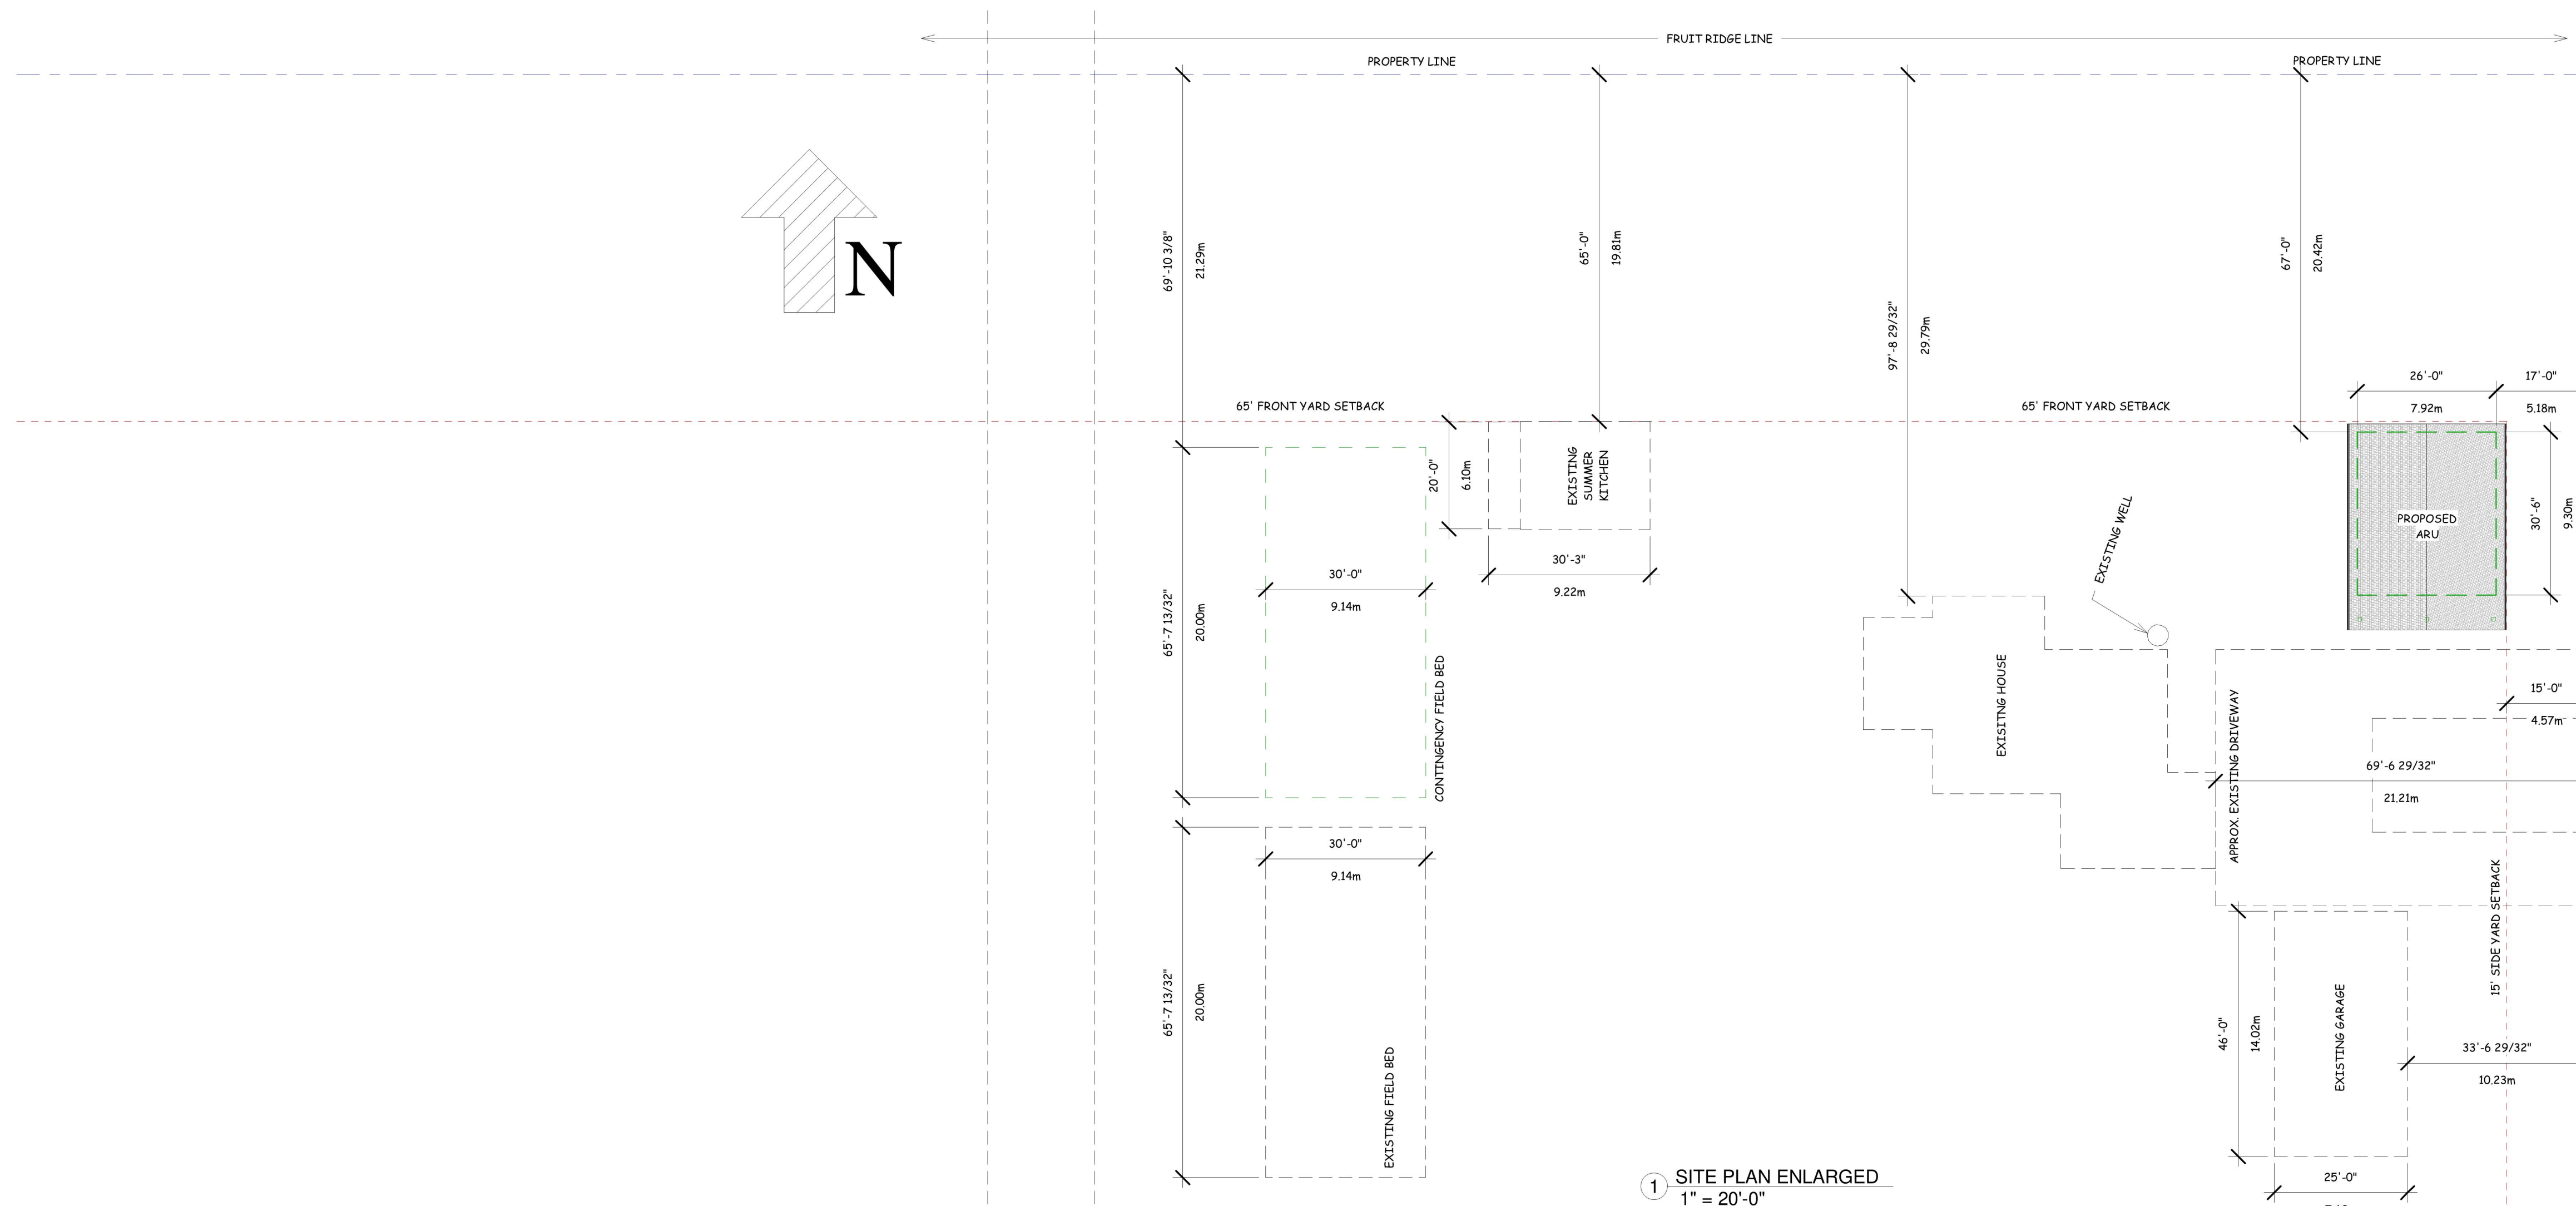 FRUIT RIDGE LINE
PROPERTY LINE
PROPERTY LINE
N
69'-10 3/8"
21.29m
65'-0"
19.81m
97'-8 29/32"
29.79m
67'-0"
20.42m
26'-0"
7.92m
17'-0"
5.18m
65' FRONT YARD SETBACK
65' FRONT YARD SETBACK
20'-0"
6.10m
EXISTING
SUMMER
KITCHEN
30'-3"
9.22m
PROPOSED
ARU
30'-6"
9.30m
EXISTING WELL
65'-7 13/32"
20.00m
30'-0"
9.14m
CONTINGENCY FIELD BED
EXISITNG HOUSE
APPROX. EXISTING DRIVEWAY
15'-0"
4.57m
69'-6 29/32"
21.21m
15' SIDE YARD SETBACK
30'-0"
9.14m
65'-7 13/32"
20.00m
EXISTING FIELD BED
46'-0"
14.02m
EXISTING GARAGE
33'-6 29/32"
10.23m
25'-0"
1 SITE PLAN ENLARGED
1" = 20'-0"